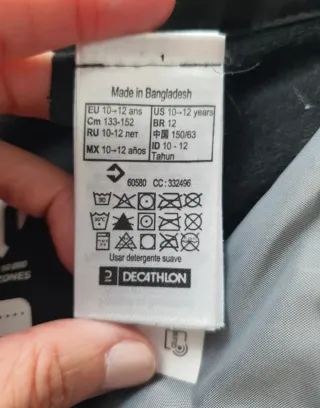 1
Made in Bangladesh
EU 10→12 ans US 10→12 years
Cm 133-152 BR 12
RU 10-12 лет 中国 150/63
MX 10→12 años ID 10 - 12 Tahun
60580 CC : 332496
Usar detergente suave
DECATHLON